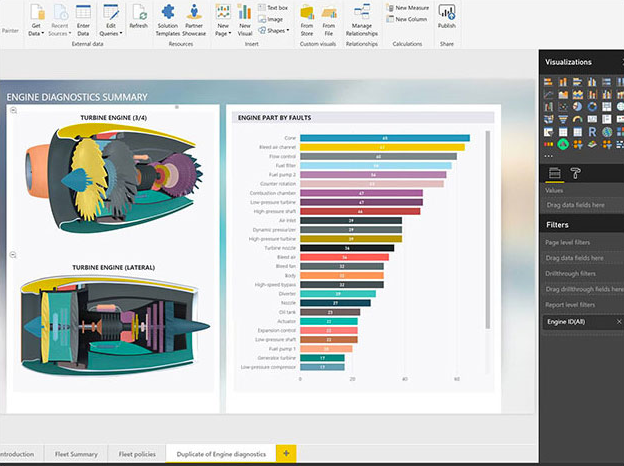 Painter
Get Data
Recent Sources
Enter Data
Edit Queries
Refresh
Solution Templates
Partner Showcase
New Page
New Visual
Text box
Image
Shapes
From Store
From File
Manage Relationships
New Measure
New Column
Publish
External data
Resources
Insert
Custom visuals
Relationships
Calculations
Share
ENGINE DIAGNOSTICS SUMMARY
TURBINE ENGINE (3/4)
TURBINE ENGINE (LATERAL)
ENGINE PART BY FAULTS
Cone 65
Bleed air channel
Flow control 60
Fuel filter
Fuel pump 2 56
Counter rotation
Combustion chamber 47
Low-pressure turbine 47
High-pressure shaft 46
Air inlet 39
Dynamic pressurizer 39
High-pressure turbine 39
Turbine nozzle 36
Bleed air 34
Bleed fan 32
Body 32
High-speed bypass 32
Diverter 29
Nozzle 27
Oil tank 23
Actuator 22
Expansion control 22
Low-pressure shaft 22
Fuel pump 1 20
Generator turbine 17
Low-pressure compressor 17
0 20 40 60
Visualizations
R
Values
Drag data fields here
Filters
Page level filters
Drag data fields here
Drillthrough filters
Drag drillthrough fields here
Report level filters
Engine ID(All)
ntroduction
Fleet Summary
Fleet policies
Duplicate of Engine diagnostics